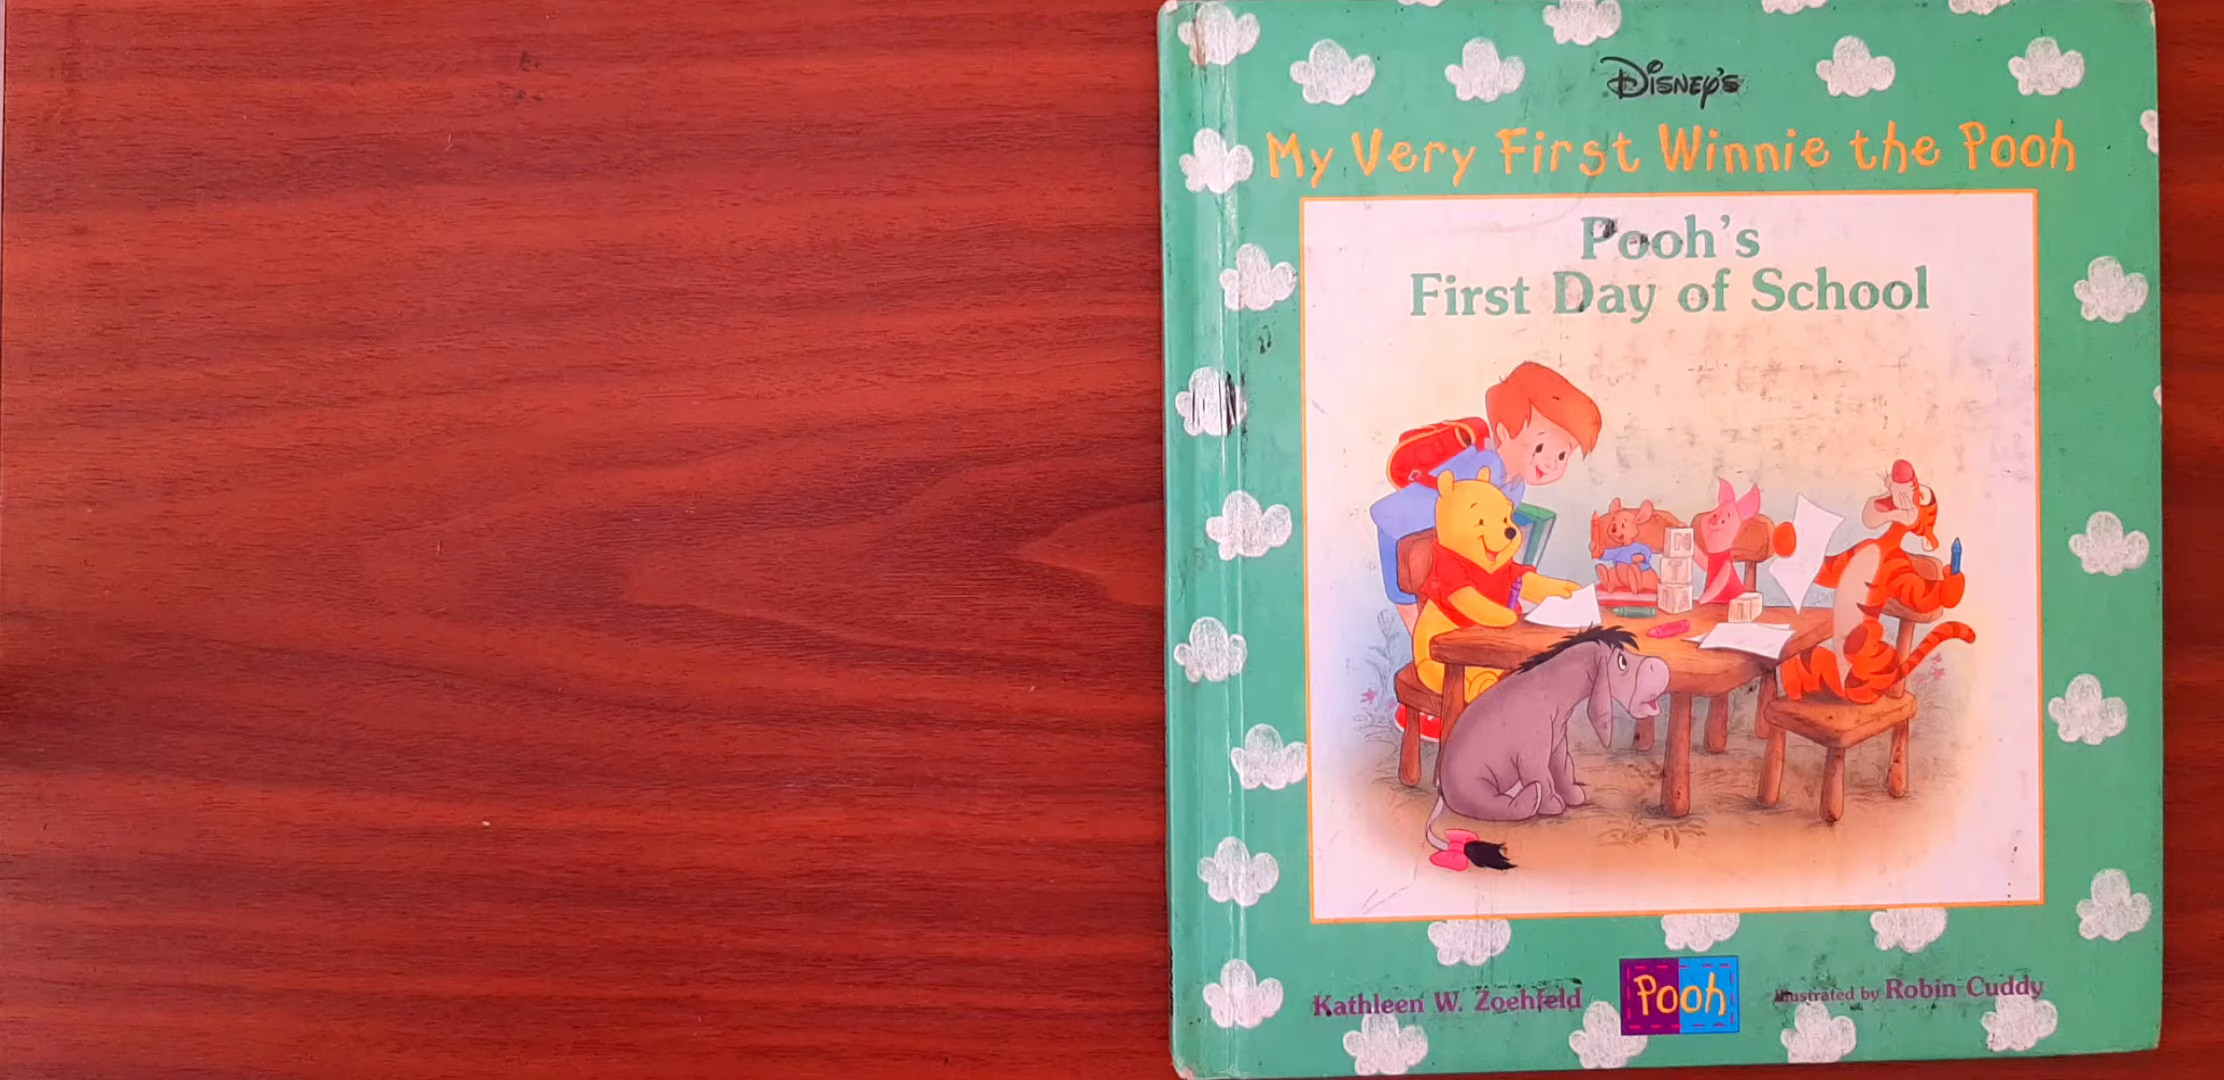 Disney's
My Very First Winnie the Pooh
Pooh's
First Day of School
N
T
T
Kathleen W. Zoehfeld
Pooh
illustrated by Robin Cuddy